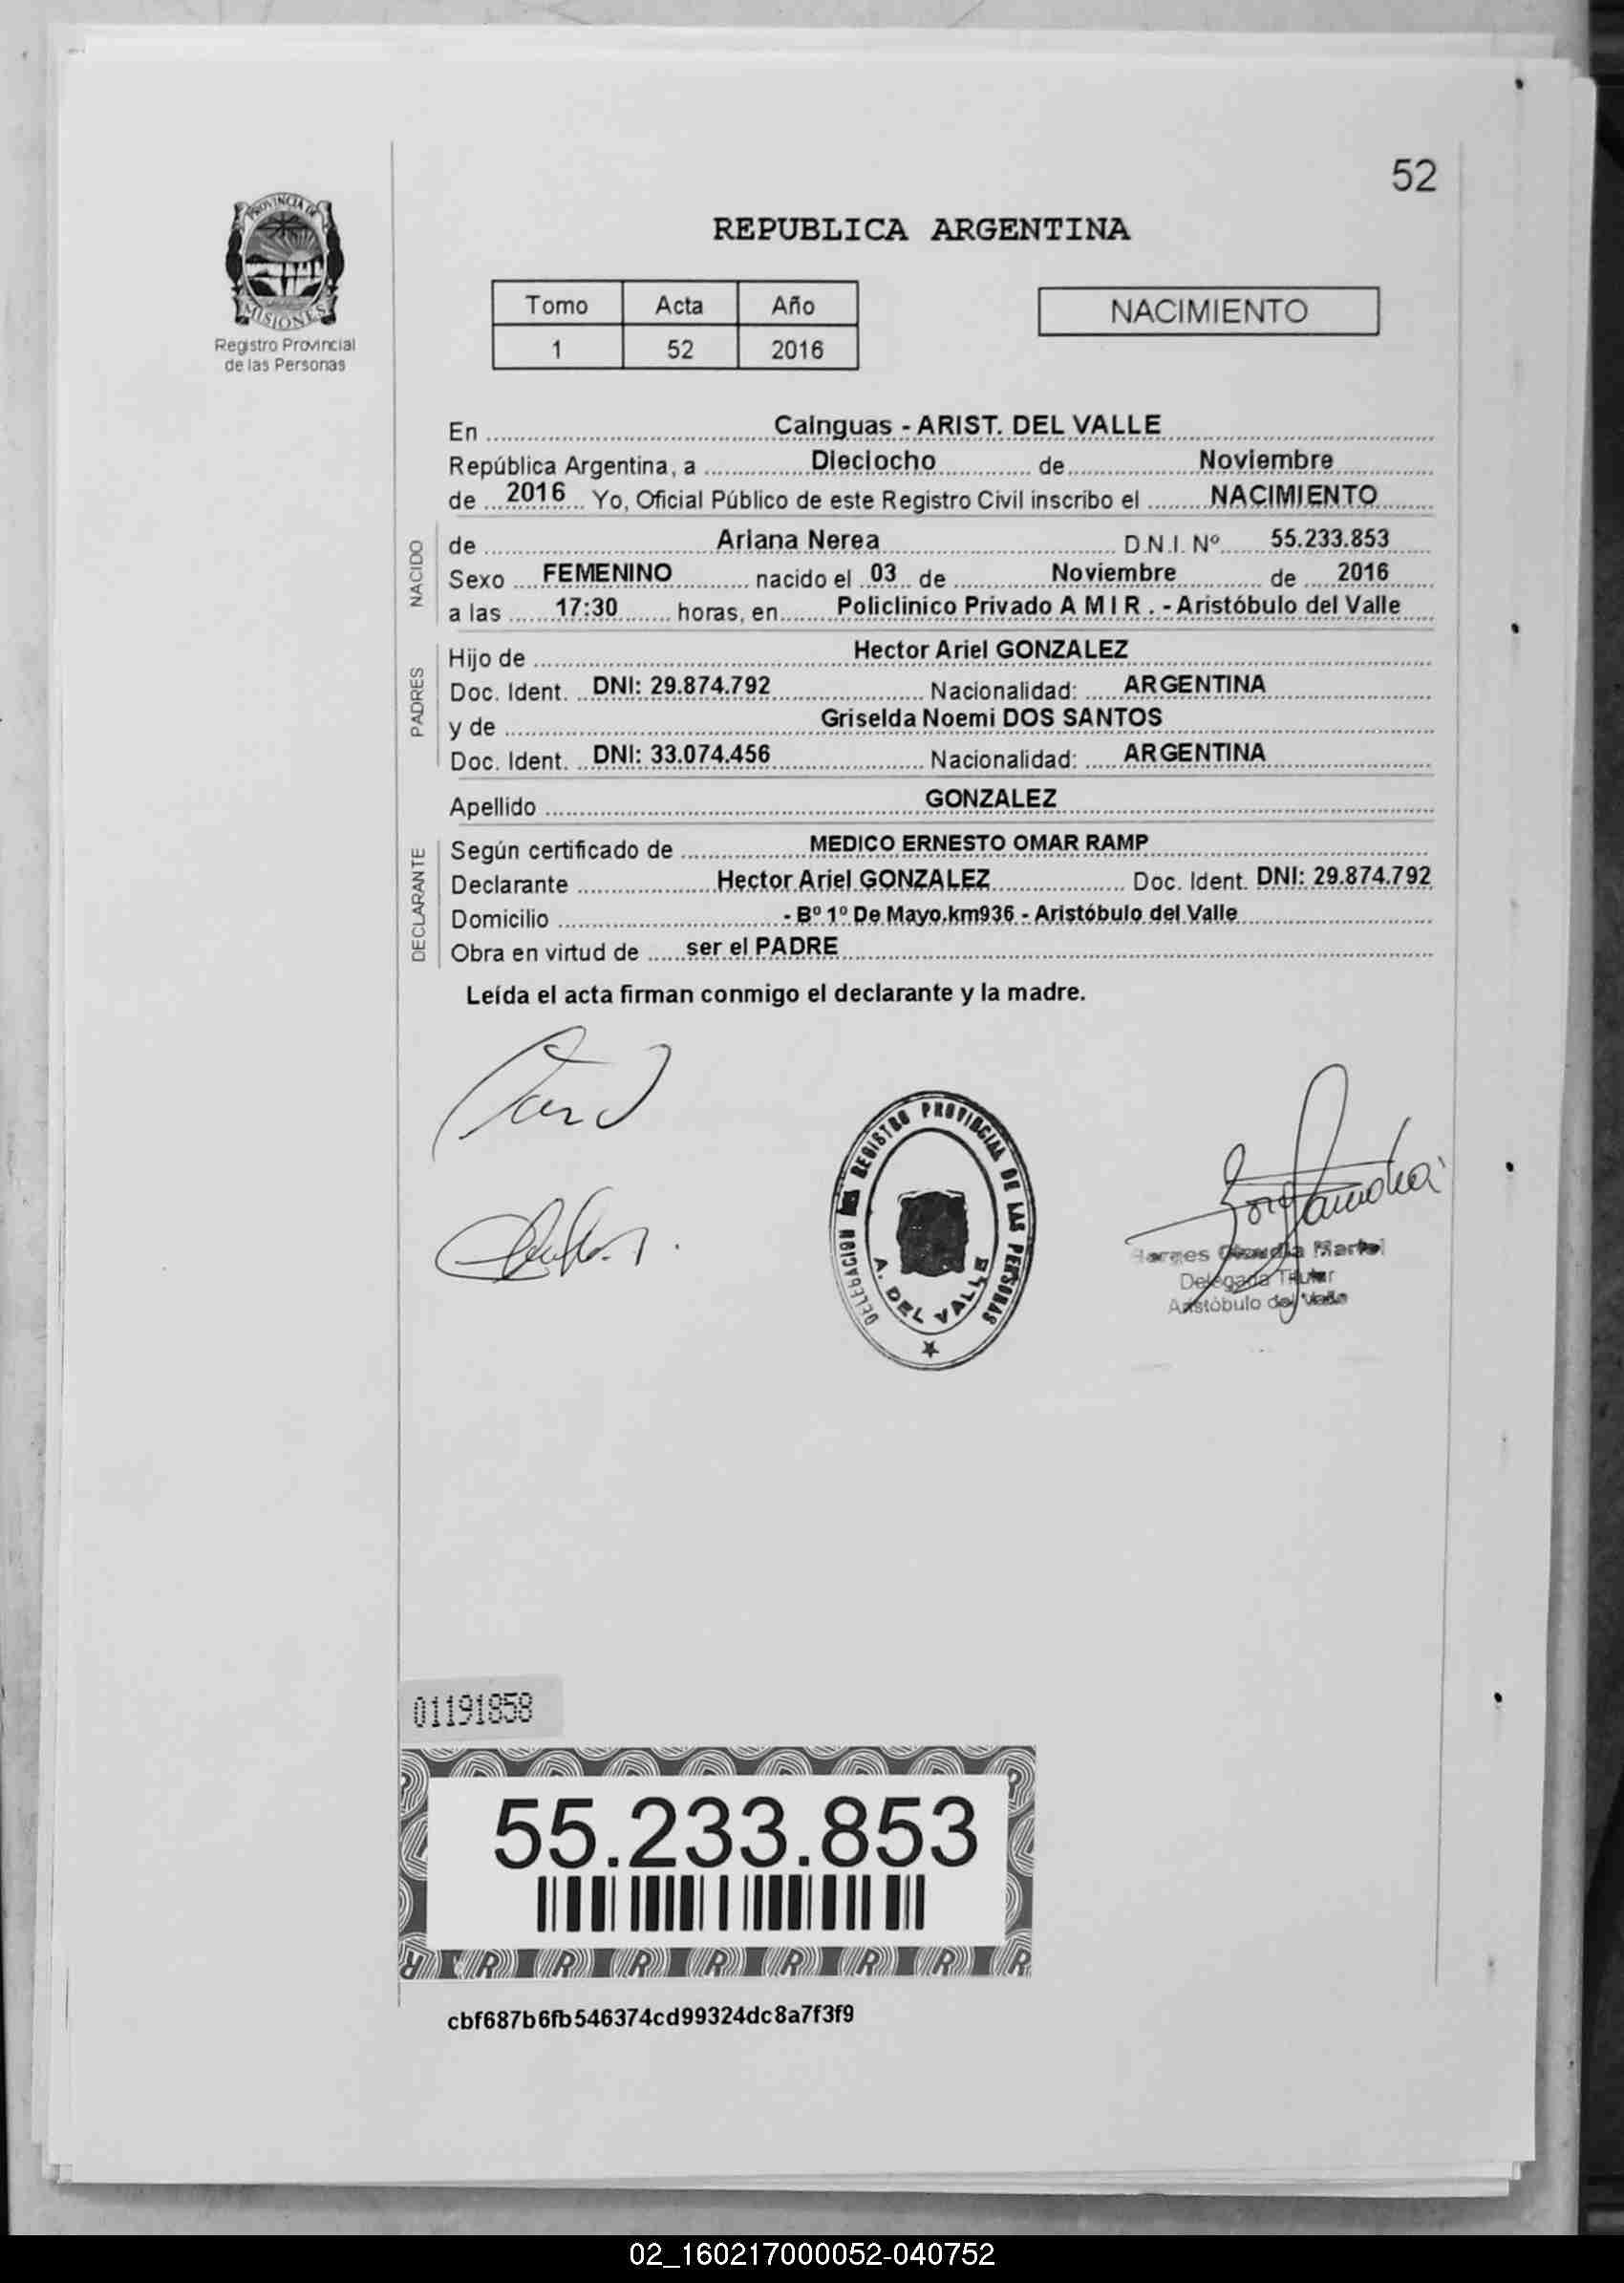 52
PROVINCIA DE
MISIONES
Registro Provincial
de las Personas
REPUBLICA ARGENTINA
Tomo Acta Año
1 52 2016
NACIMIENTO
En Cainguas - ARIST. DEL VALLE
República Argentina, a Dieciocho de Noviembre
de 2016 Yo, Oficial Público de este Registro Civil inscribo el NACIMIENTO
NACIDO
de Ariana Nerea D.N.I. Nº 55.233.853
Sexo FEMENINO nacido el 03 de Noviembre de 2016
a las 17:30 horas, en Policlinico Privado A M I R . - Aristóbulo del Valle
PADRES
Hijo de Hector Ariel GONZALEZ
Doc. Ident. DNI: 29.874.792 Nacionalidad: ARGENTINA
y de Griselda Noemi DOS SANTOS
Doc. Ident. DNI: 33.074.456 Nacionalidad: ARGENTINA
Apellido GONZALEZ
DECLARANTE
Según certificado de MEDICO ERNESTO OMAR RAMP
Declarante Hector Ariel GONZALEZ Doc. Ident. DNI: 29.874.792
Domicilio - Bº 1º De Mayo.km936 - Aristóbulo del Valle
Obra en virtud de ser el PADRE
Leída el acta firman conmigo el declarante y la madre.
DELEGACION REGISTRO PROVINCIAL DE LAS PERSONAS
A. DEL VALLE
Claudia
Delegada Titular
Aristóbulo del Valle
01191858
55.233.853
R R R R R R R R
cbf687b6fb546374cd99324dc8a7f3f9
02_160217000052-040752